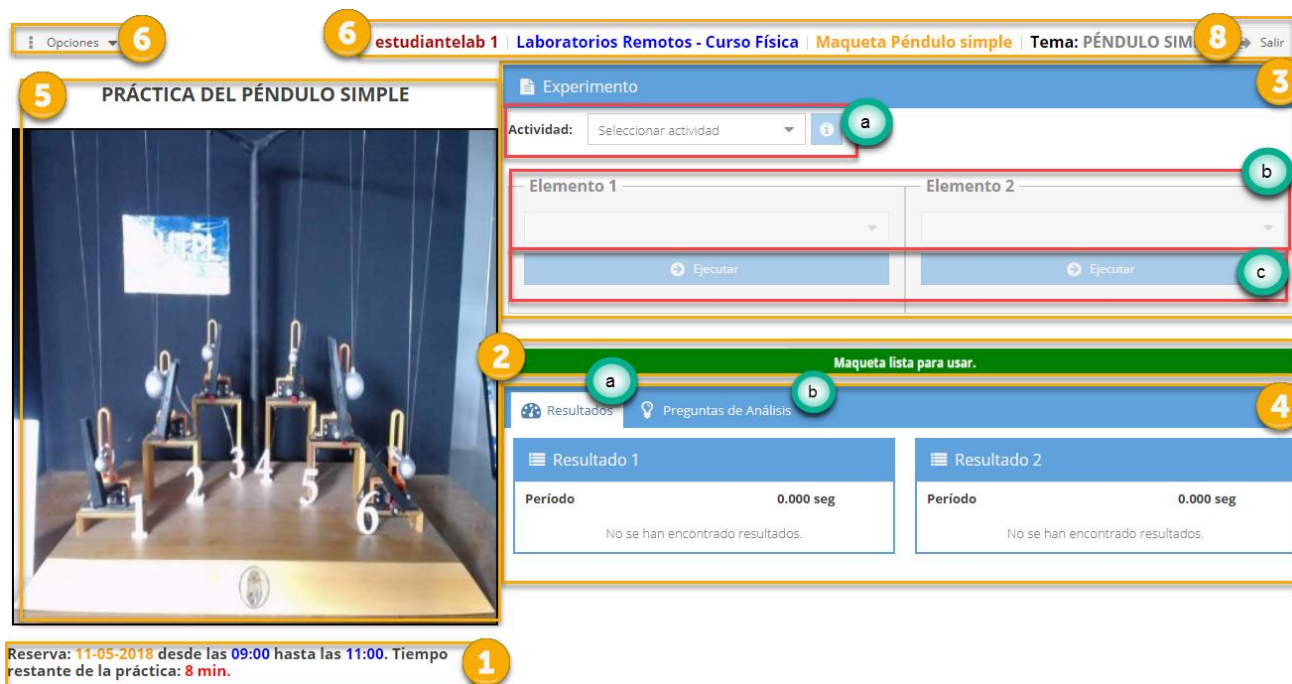 Opciones
6
6
estudiantelab 1 | Laboratorios Remotos - Curso Física | Maqueta Péndulo simple | Tema: PÉNDULO SIM
8
Salir
5
PRÁCTICA DEL PÉNDULO SIMPLE
UTPL
1 2 3 4 5 6
Experimento
3
Actividad: Seleccionar actividad
a
b
Elemento 1
Elemento 2
Ejecutar
Ejecutar
c
2
Maqueta lista para usar.
a
b
Resultados
Preguntas de Análisis
4
Resultado 1
Resultado 2
Período 0.000 seg
Período 0.000 seg
No se han encontrado resultados.
No se han encontrado resultados.
Reserva: 11-05-2018 desde las 09:00 hasta las 11:00. Tiempo
restante de la práctica: 8 min.
1